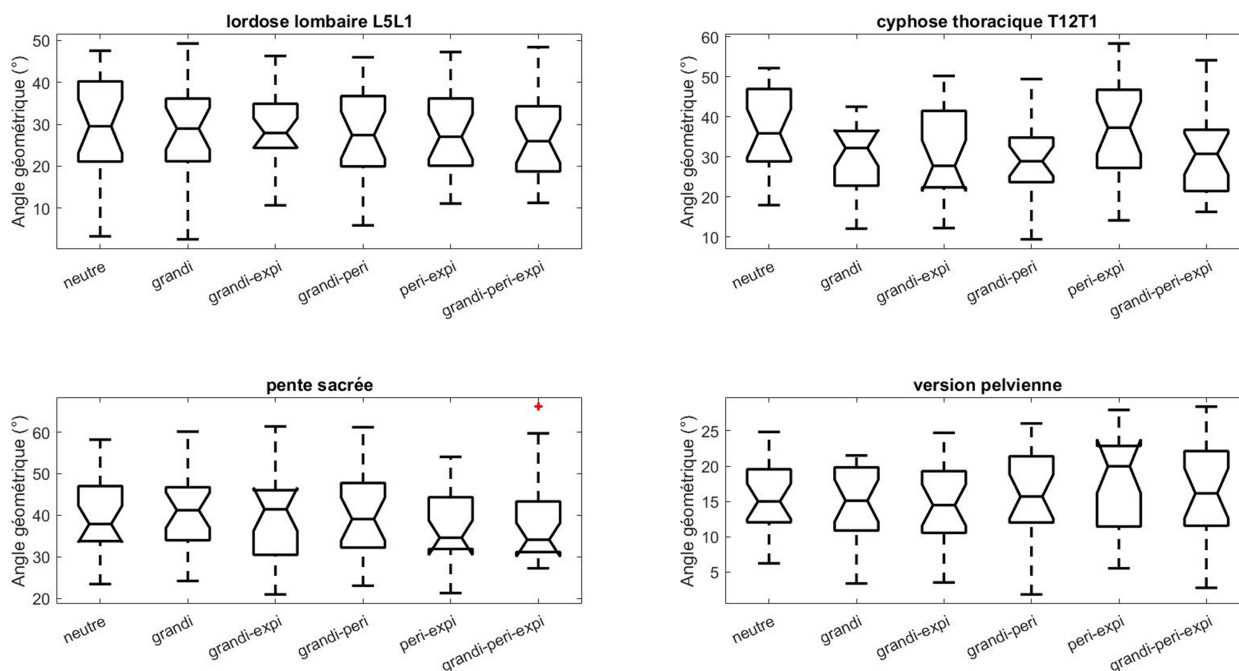 lordose lombaire L5L1
Angle géométrique (°)
50
40
30
20
10
neutre
grandi
grandi-expi
grandi-peri
peri-expi
grandi-peri-expi
cyphose thoracique T12T1
Angle géométrique (°)
60
50
40
30
20
10
neutre
grandi
grandi-expi
grandi-peri
peri-expi
grandi-peri-expi
pente sacrée
Angle géométrique (°)
60
50
40
30
20
neutre
grandi
grandi-expi
grandi-peri
peri-expi
grandi-peri-expi
version pelvienne
Angle géométrique (°)
25
20
15
10
5
neutre
grandi
grandi-expi
grandi-peri
peri-expi
grandi-peri-expi